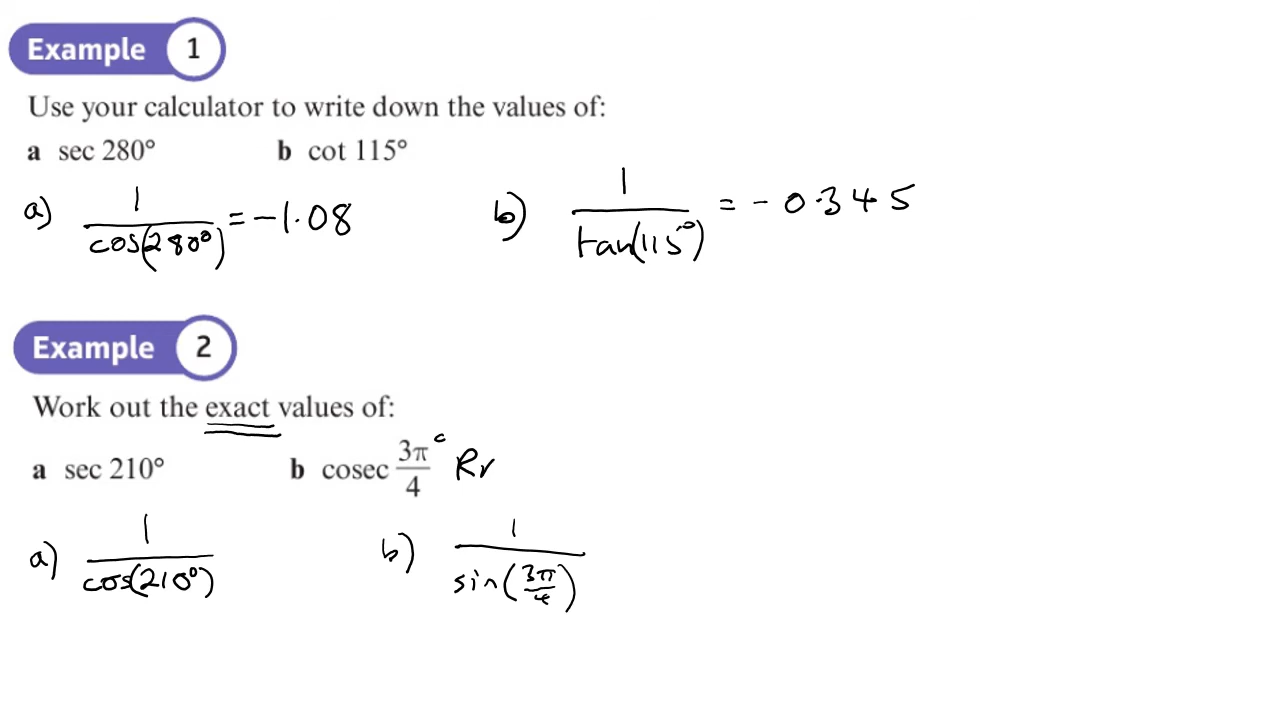 Example 1
Use your calculator to write down the values of:
a sec 280° b cot 115°
a) 1/cos(280°) = -1.08 b) 1/tan(115°) = -0.345
Example 2
Work out the exact values of:
a sec 210° b cosec 3π/4 ᶜ Rr
a) 1/cos(210°) b) 1/sin(3π/4)